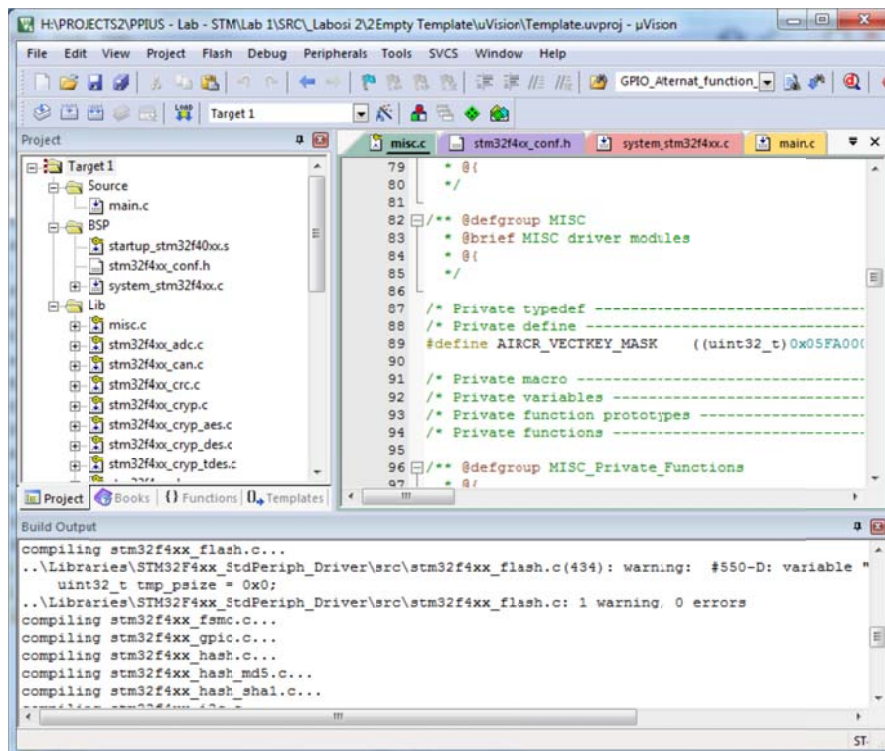 H:\PROJECTS2\PPIUS - Lab - STM\Lab 1\SRC\_Labosi 2\2Empty Template\uVision\Template.uvproj - µVison
File Edit View Project Flash Debug Peripherals Tools SVCS Window Help
GPIO_Aternat_function_
LOAD Target 1
Project
Target 1
Source
main.c
BSP
startup_stm32f40xx.s
stm32f4xx_conf.h
system_stm32f4xx.c
Lib
misc.c
stm32f4xx_adc.c
stm32f4xx_can.c
stm32f4xx_crc.c
stm32f4xx_cryp.c
stm32f4xx_cryp_aes.c
stm32f4xx_cryp_des.c
stm32f4xx_cryp_tdes.c
Project Books {} Functions 0 Templates
misc.c stm32f4xx_conf.h system_stm32f4xx.c main.c
79 * @{
80 */
81
82 /** @defgroup MISC
83 * @brief MISC driver modules
84 * @{
85 */
86
87 /* Private typedef ---------------------------------
88 /* Private define ----------------------------------
89 #define AIRCR_VECTKEY_MASK ((uint32_t)0x05FA000
90
91 /* Private macro -----------------------------------
92 /* Private variables -------------------------------
93 /* Private function prototypes ---------------------
94 /* Private functions -------------------------------
95
96 /** @defgroup MISC_Private_Functions
97 * @{
Build Output
compiling stm32f4xx_flash.c...
..\Libraries\STM32F4xx_StdPeriph_Driver\src\stm32f4xx_flash.c(434): warning: #550-D: variable "
uint32_t tmp_psize = 0x0;
..\Libraries\STM32F4xx_StdPeriph_Driver\src\stm32f4xx_flash.c: 1 warning, 0 errors
compiling stm32f4xx_fsmc.c...
compiling stm32f4xx_gpio.c...
compiling stm32f4xx_hash.c...
compiling stm32f4xx_hash_md5.c...
compiling stm32f4xx_hash_sha1.c...
ST-